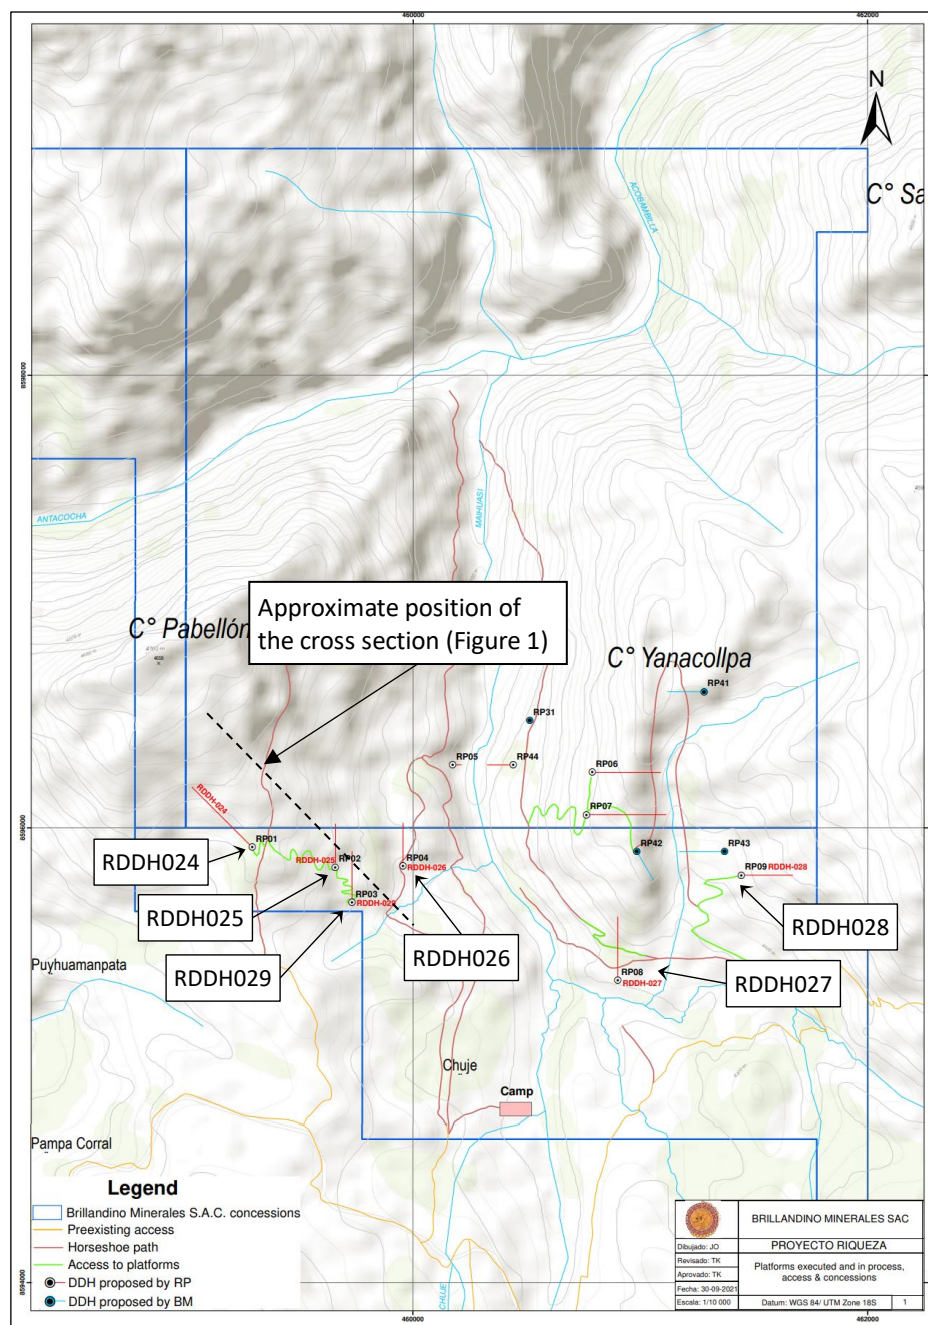 460000
462000
N
ACOBAMBILLA
C° Sa
8598000
ANTACOCHA
MAIHUASI
Approximate position of
the cross section (Figure 1)
C° Pabellón
C° Yanacollpa
RP41
RP31
RP05
RP44
RP06
RP07
RDDH-024
8596000
RP01
RP02
RDDH-025
RP04
RDDH-026
RP42
RP43
RP09 RDDH-028
RP03
RDDH-029
RDDH024
RDDH025
RDDH029
RDDH026
RDDH028
RDDH027
RP08
RDDH-027
Puyhuamanpata
Chuje
Camp
Pampa Corral
CHUJE
Legend
Brillandino Minerales S.A.C. concessions
Preexisting access
Horseshoe path
Access to platforms
DDH proposed by RP
DDH proposed by BM
BRILLANDINO MINERALES SAC
Dibujado: JO
PROYECTO RIQUEZA
Revisado: TK
Aprovado: TK
Platforms executed and in process,
access & concessions
Fecha: 30-09-2021
Escala: 1/10 000
Datum: WGS 84/ UTM Zone 18S
1
8594000
460000
462000